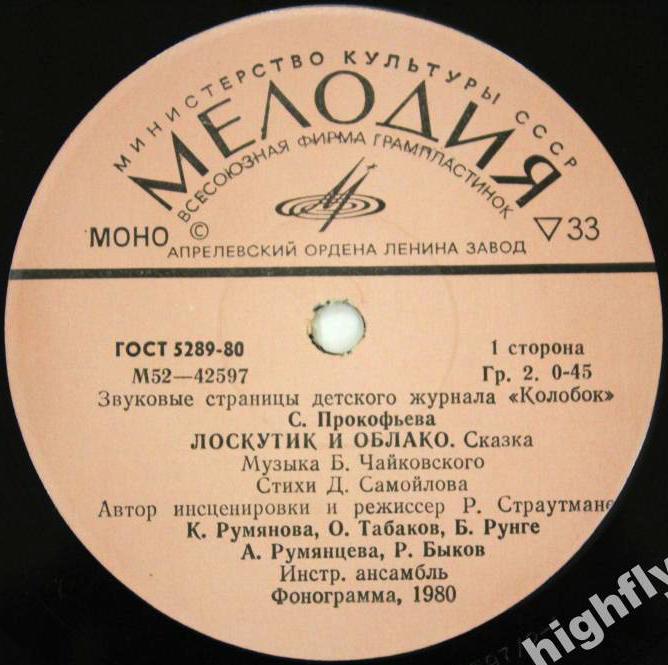 МИНИСТЕРСТВО КУЛЬТУРЫ СССР
МЕЛОДИЯ
ВСЕСОЮЗНАЯ ФИРМА ГРАМПЛАСТИНОК
МОНО © ▽33
АПРЕЛЕВСКИЙ ОРДЕНА ЛЕНИНА ЗАВОД
ГОСТ 5289-80 1 сторона
М52—42597 Гр. 2. 0-45
Звуковые страницы детского журнала «Колобок»
С. Прокофьева
ЛОСКУТИК И ОБЛАКО. Сказка
Музыка Б. Чайковского
Стихи Д. Самойлова
Автор инсценировки и режиссер Р. Страутмане
К. Румянова, О. Табаков, Б. Рунге
А. Румянцева, Р. Быков
Инстр. ансамбль
Фонограмма, 1980
highfly